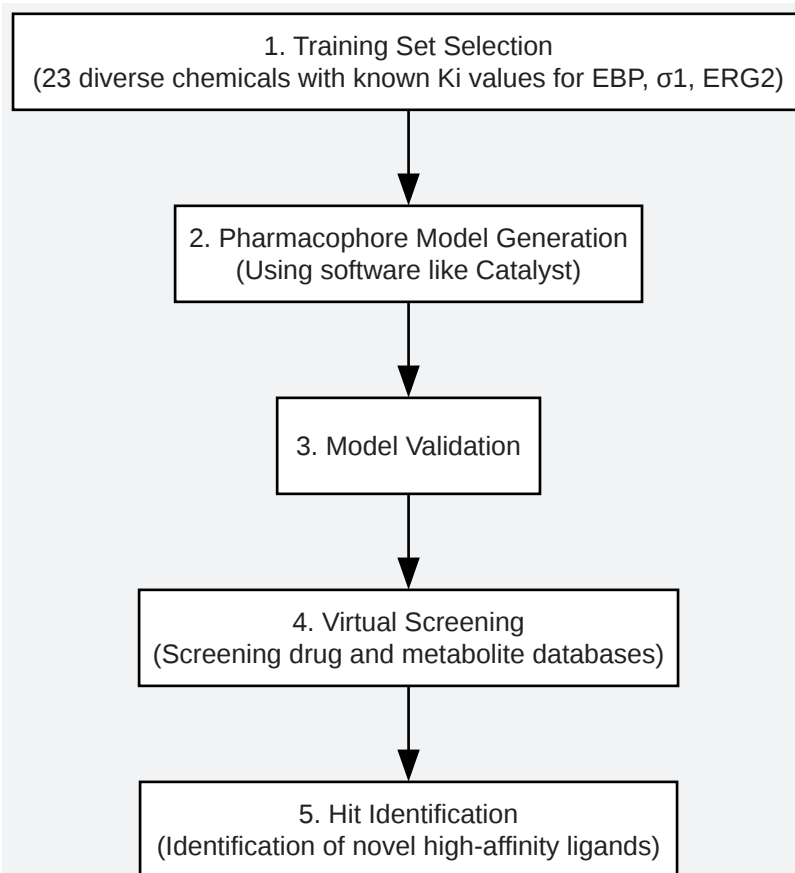 1. Training Set Selection
(23 diverse chemicals with known Ki values for EBP, σ1, ERG2)
2. Pharmacophore Model Generation
(Using software like Catalyst)
3. Model Validation
4. Virtual Screening
(Screening drug and metabolite databases)
5. Hit Identification
(Identification of novel high-affinity ligands)